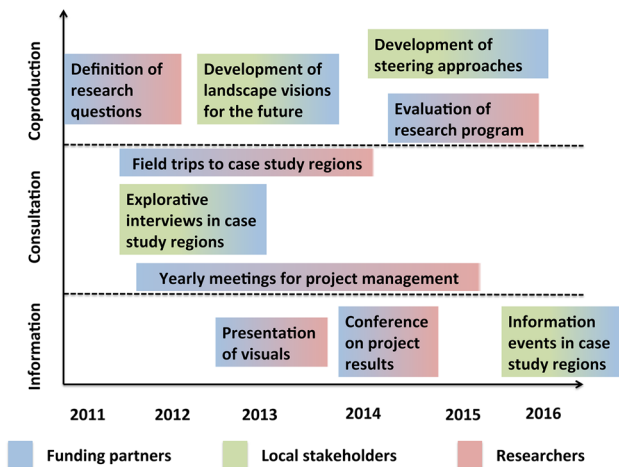 Coproduction
Definition of
research
questions
Development of
landscape visions
for the future
Development of
steering approaches
Evaluation of
research program
Consultation
Field trips to case study regions
Explorative
interviews in case
study regions
Yearly meetings for project management
Information
Presentation
of visuals
Conference
on project
results
Information
events in case
study regions
2011 2012 2013 2014 2015 2016
Funding partners Local stakeholders Researchers